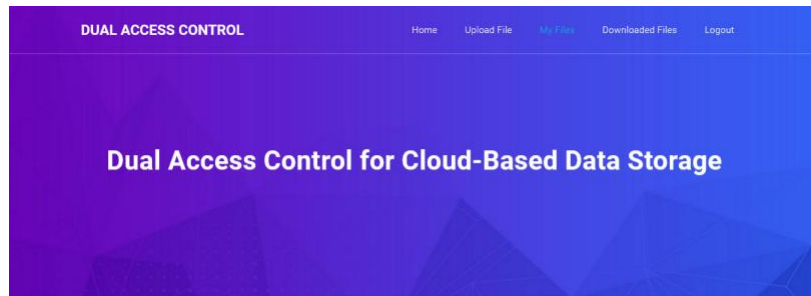 DUAL ACCESS CONTROL Home Upload File My Files Downloaded Files Logout
Dual Access Control for Cloud-Based Data Storage